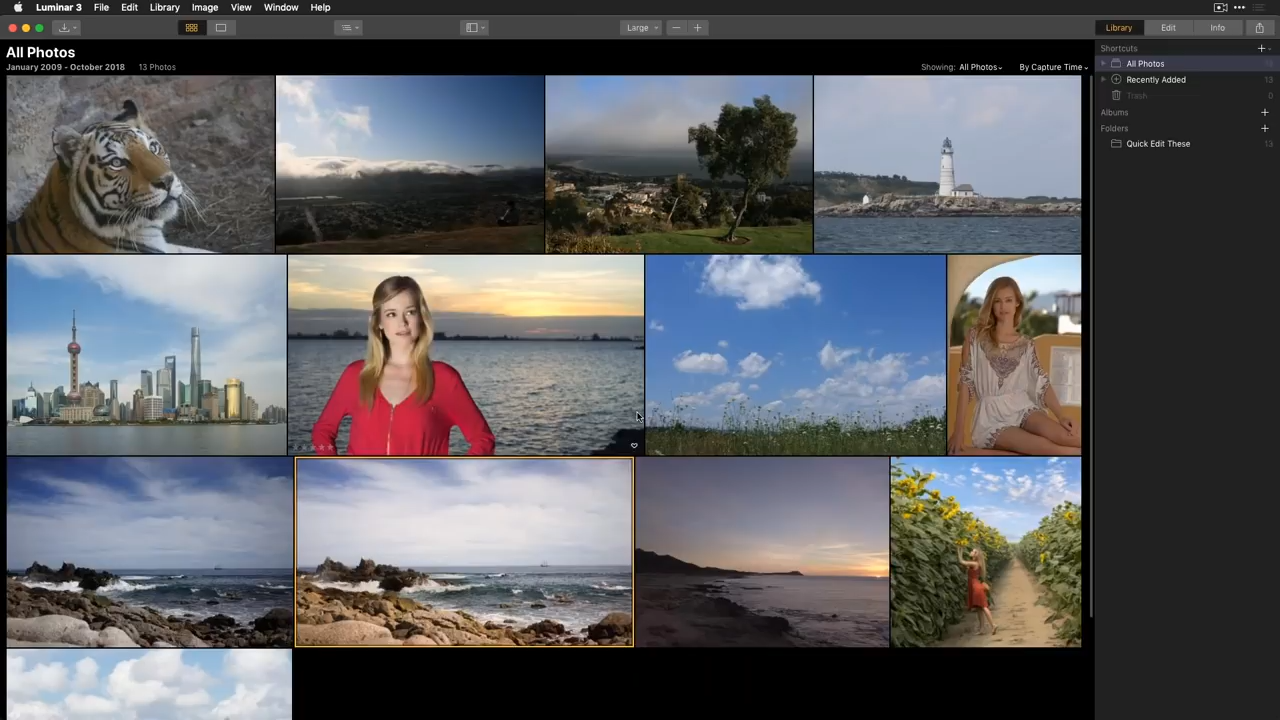 Luminar 3 File Edit Library Image View Window Help
Large
Library Edit Info
All Photos
January 2009 - October 2018 13 Photos
Showing: All Photos By Capture Time
Shortcuts
All Photos 13
Recently Added 13
Trash 0
Albums
Folders
Quick Edit These 13